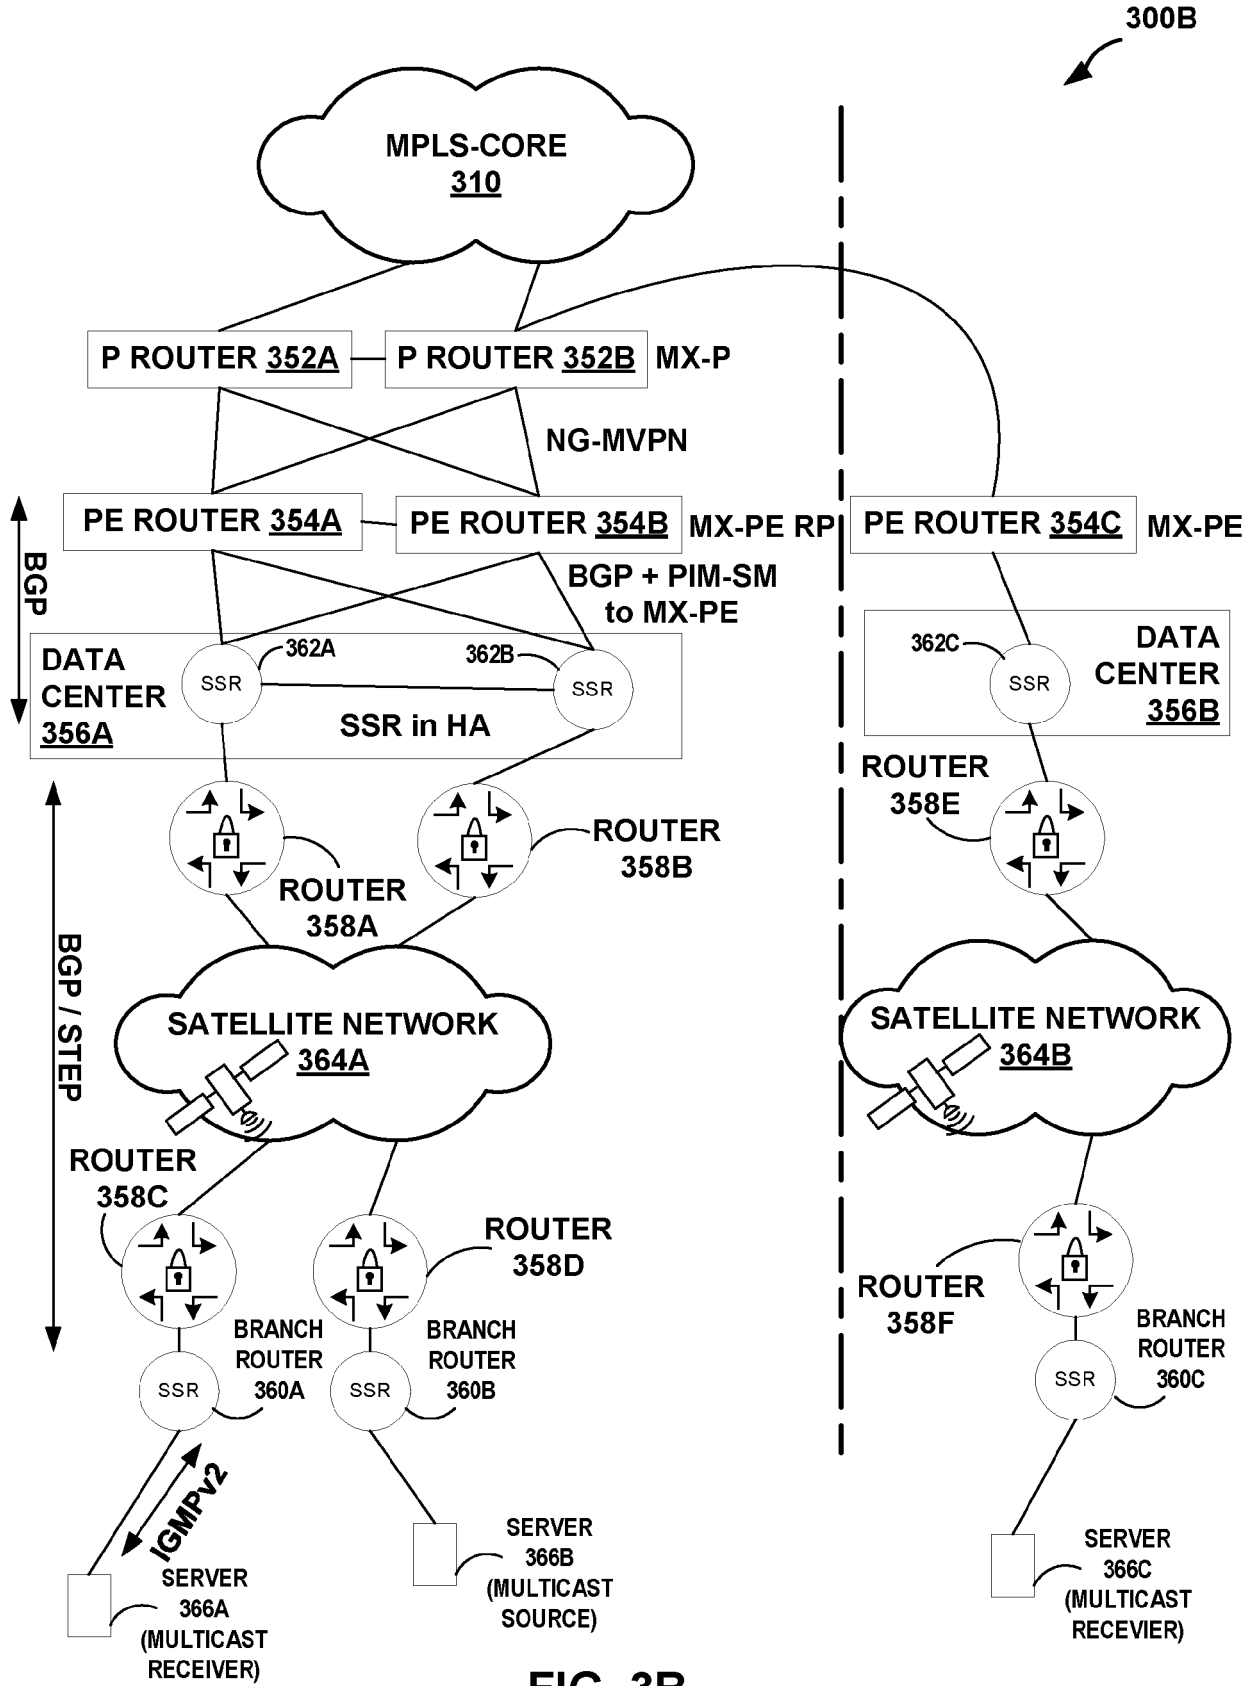 300B
MPLS-CORE
310
P ROUTER 352A
P ROUTER 352B
MX-P
NG-MVPN
PE ROUTER 354A
PE ROUTER 354B
MX-PE RP
PE ROUTER 354C
MX-PE
BGP
BGP + PIM-SM
to MX-PE
DATA
CENTER
356A
362A
SSR
362B
SSR
SSR in HA
362C
SSR
DATA
CENTER
356B
ROUTER
358A
ROUTER
358B
ROUTER
358E
BGP / STEP
SATELLITE NETWORK
364A
SATELLITE NETWORK
364B
ROUTER
358C
ROUTER
358D
ROUTER
358F
BRANCH
ROUTER
360A
SSR
BRANCH
ROUTER
360B
SSR
BRANCH
ROUTER
360C
SSR
IGMPv2
SERVER
366A
(MULTICAST
RECEIVER)
SERVER
366B
(MULTICAST
SOURCE)
SERVER
366C
(MULTICAST
RECEVIER)
FIG. 3B